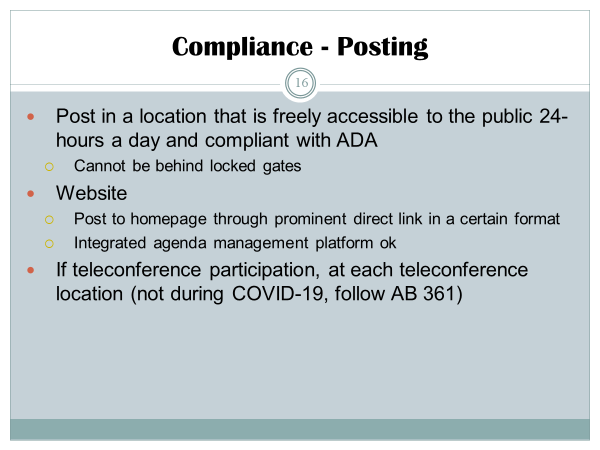 Compliance - Posting
16
• Post in a location that is freely accessible to the public 24-
hours a day and compliant with ADA
○ Cannot be behind locked gates
• Website
○ Post to homepage through prominent direct link in a certain format
○ Integrated agenda management platform ok
• If teleconference participation, at each teleconference
location (not during COVID-19, follow AB 361)